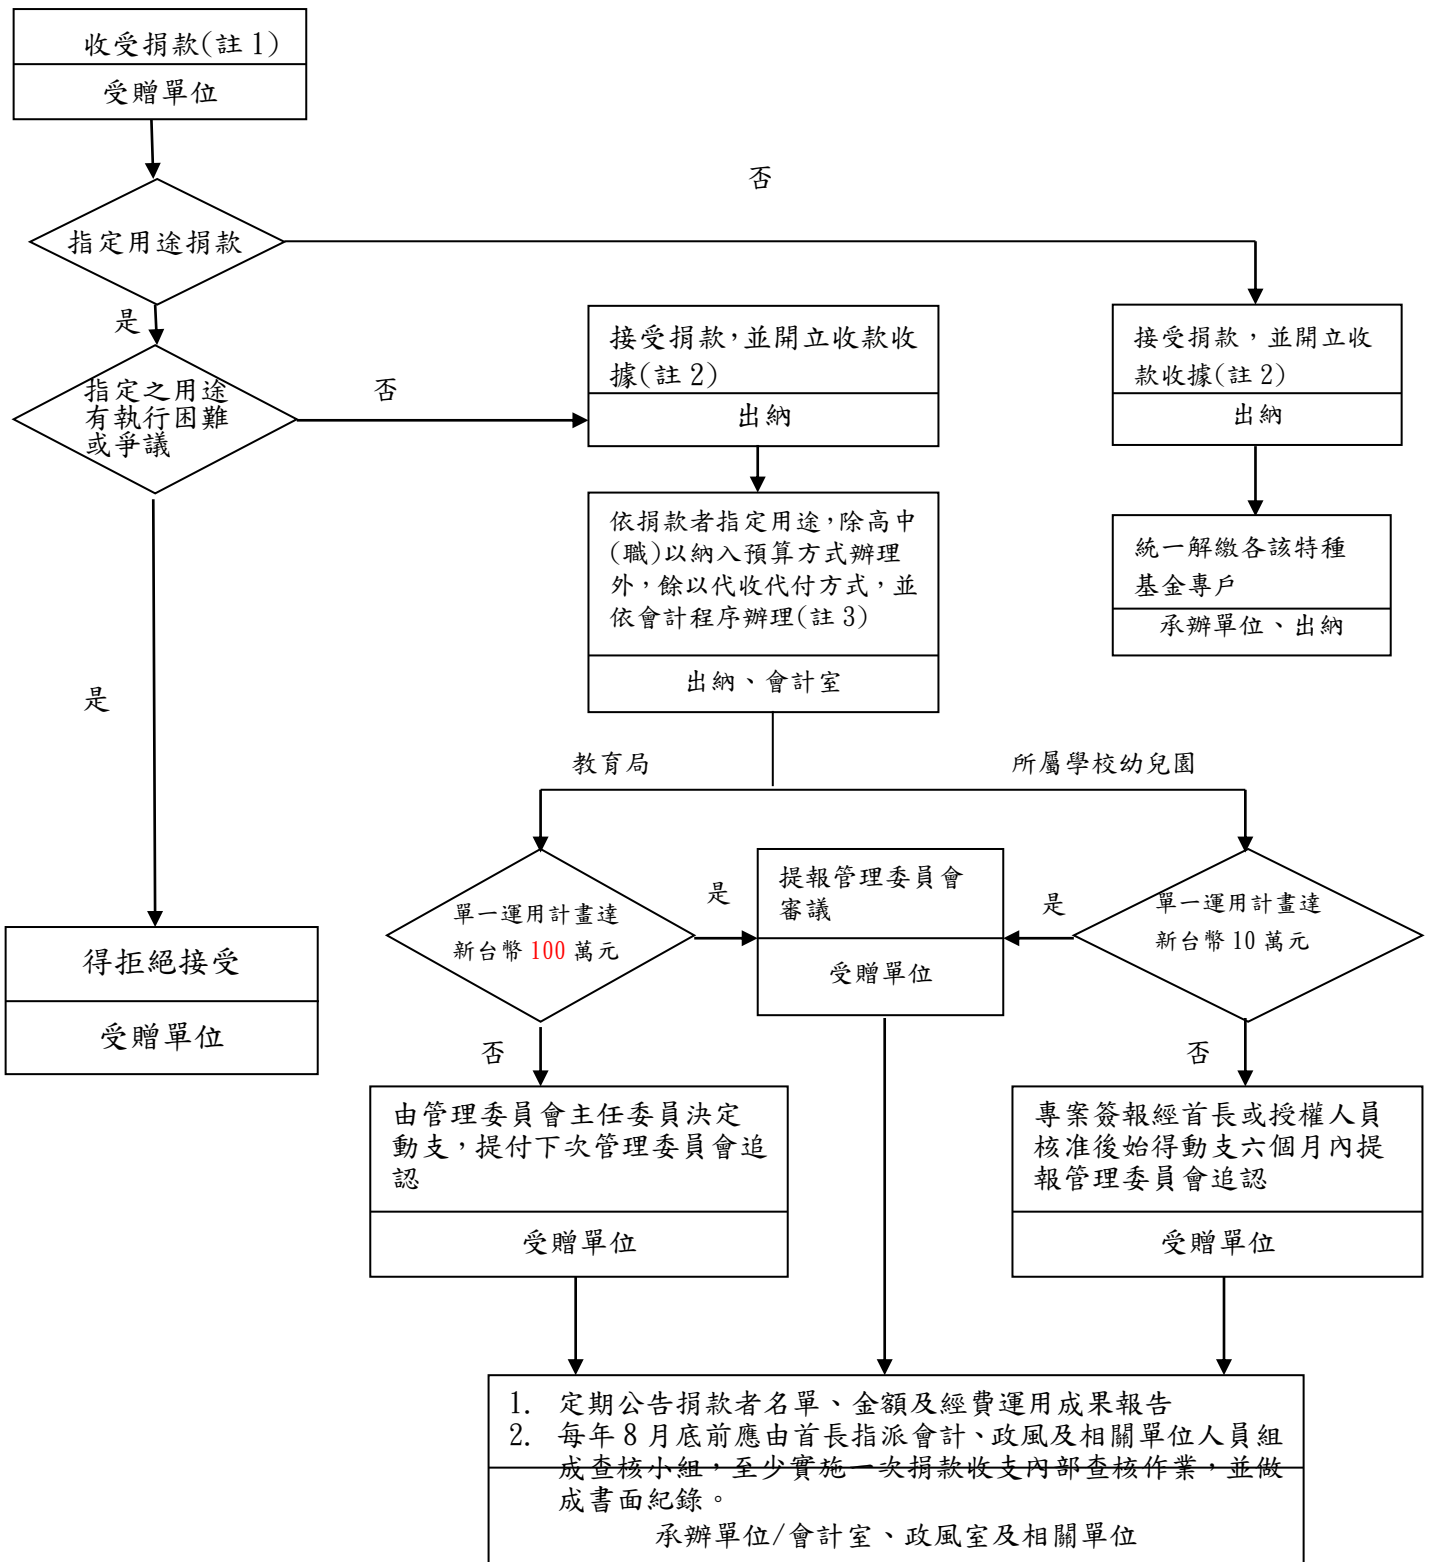 收受捐款(註 1)
受贈單位
否
指定用途捐款
是
指定之用途
有執行困難
或爭議
否
接受捐款，並開立收款收
據(註 2)
出納
接受捐款，並開立收
款收據(註 2)
出納
依捐款者指定用途，除高中
(職)以納入預算方式辦理
外，餘以代收代付方式，並
依會計程序辦理(註 3)
出納、會計室
統一解繳各該特種
基金專戶
承辦單位、出納
是
教育局
所屬學校幼兒園
單一運用計畫達
新台幣 100 萬元
是
提報管理委員會
審議
受贈單位
是
單一運用計畫達
新台幣 10 萬元
得拒絕接受
受贈單位
否
否
由管理委員會主任委員決定
動支，提付下次管理委員會追
認
受贈單位
專案簽報經首長或授權人員
核准後始得動支六個月內提
報管理委員會追認
受贈單位
1. 定期公告捐款者名單、金額及經費運用成果報告
2. 每年 8 月底前應由首長指派會計、政風及相關單位人員組
成查核小組，至少實施一次捐款收支內部查核作業，並做
成書面紀錄。
承辦單位/會計室、政風室及相關單位